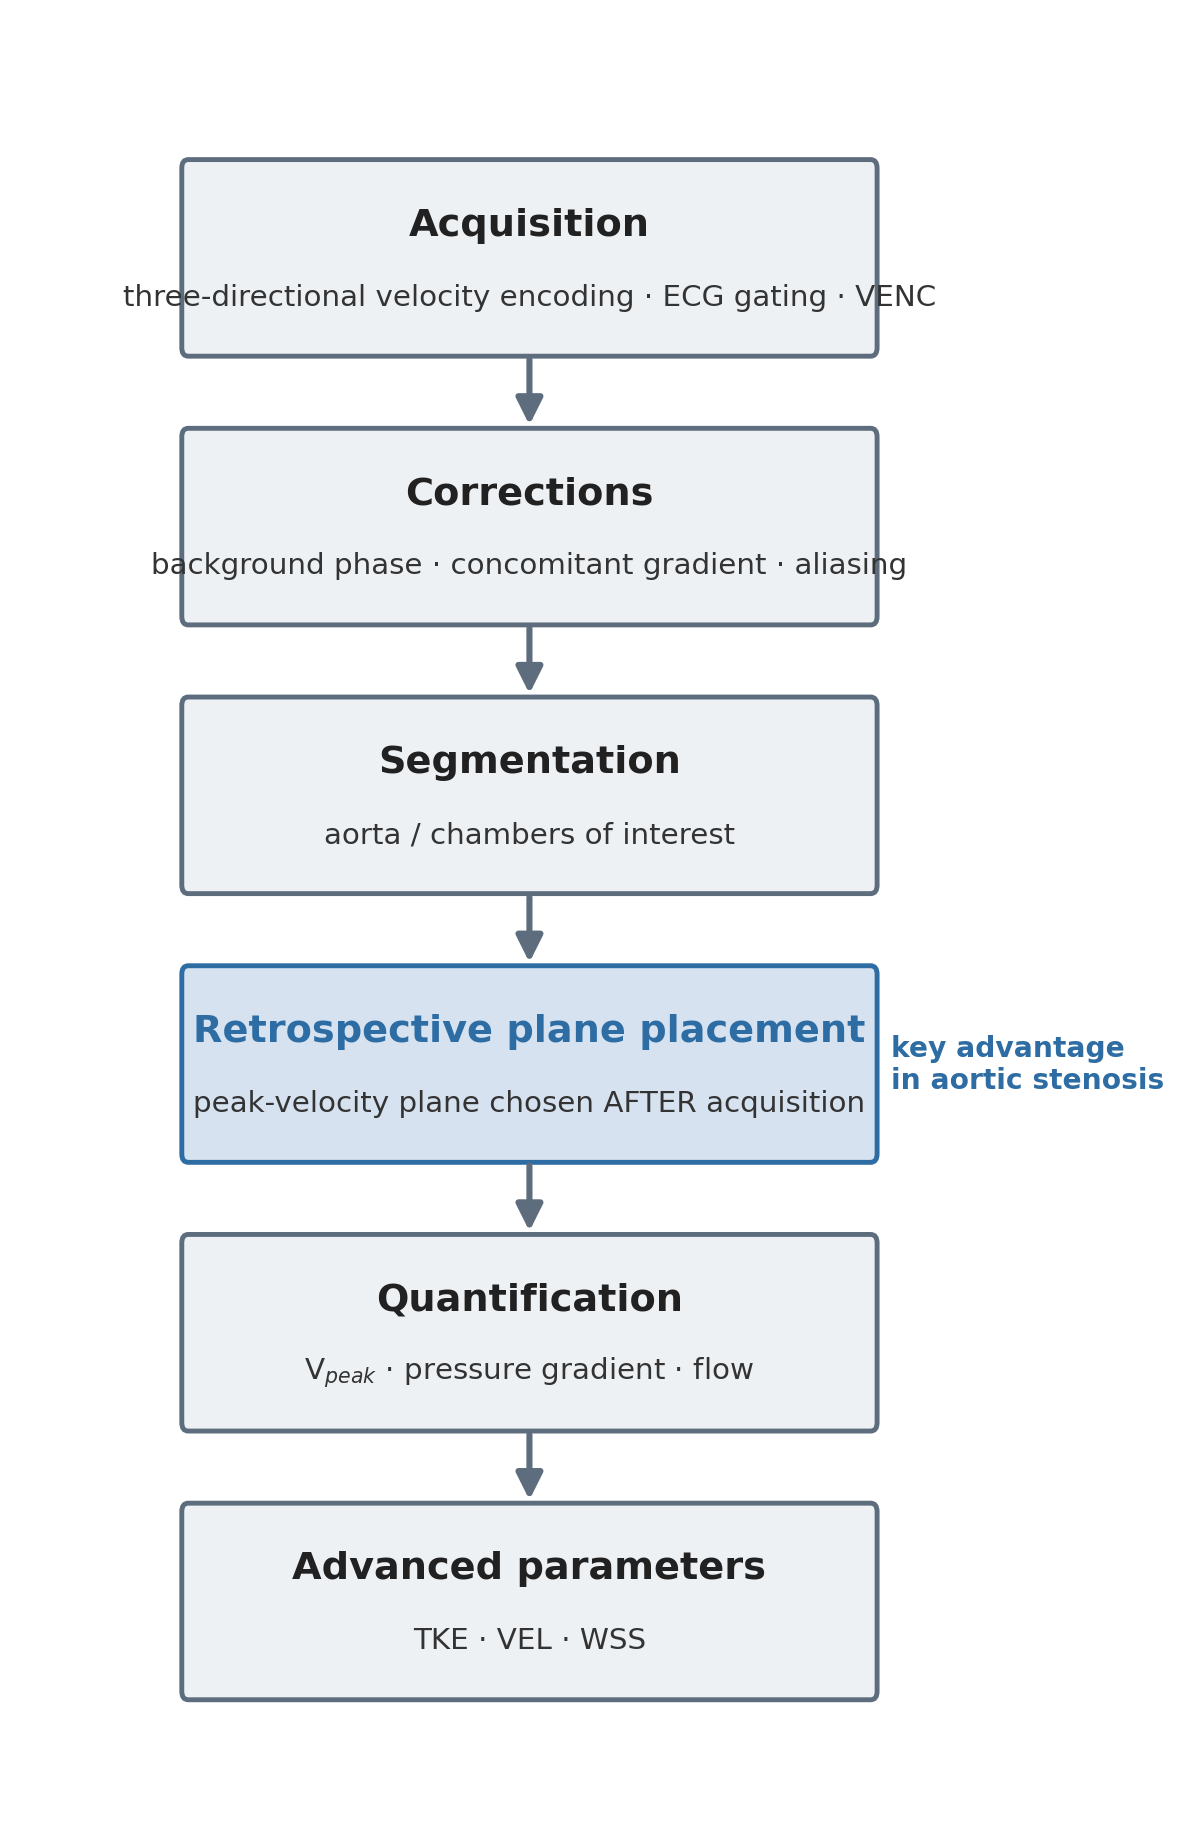 Acquisition
three-directional velocity encoding · ECG gating · VENC
Corrections
background phase · concomitant gradient · aliasing
Segmentation
aorta / chambers of interest
Retrospective plane placement
peak-velocity plane chosen AFTER acquisition
key advantage
in aortic stenosis
Quantification
Vpeak · pressure gradient · flow
Advanced parameters
TKE · VEL · WSS